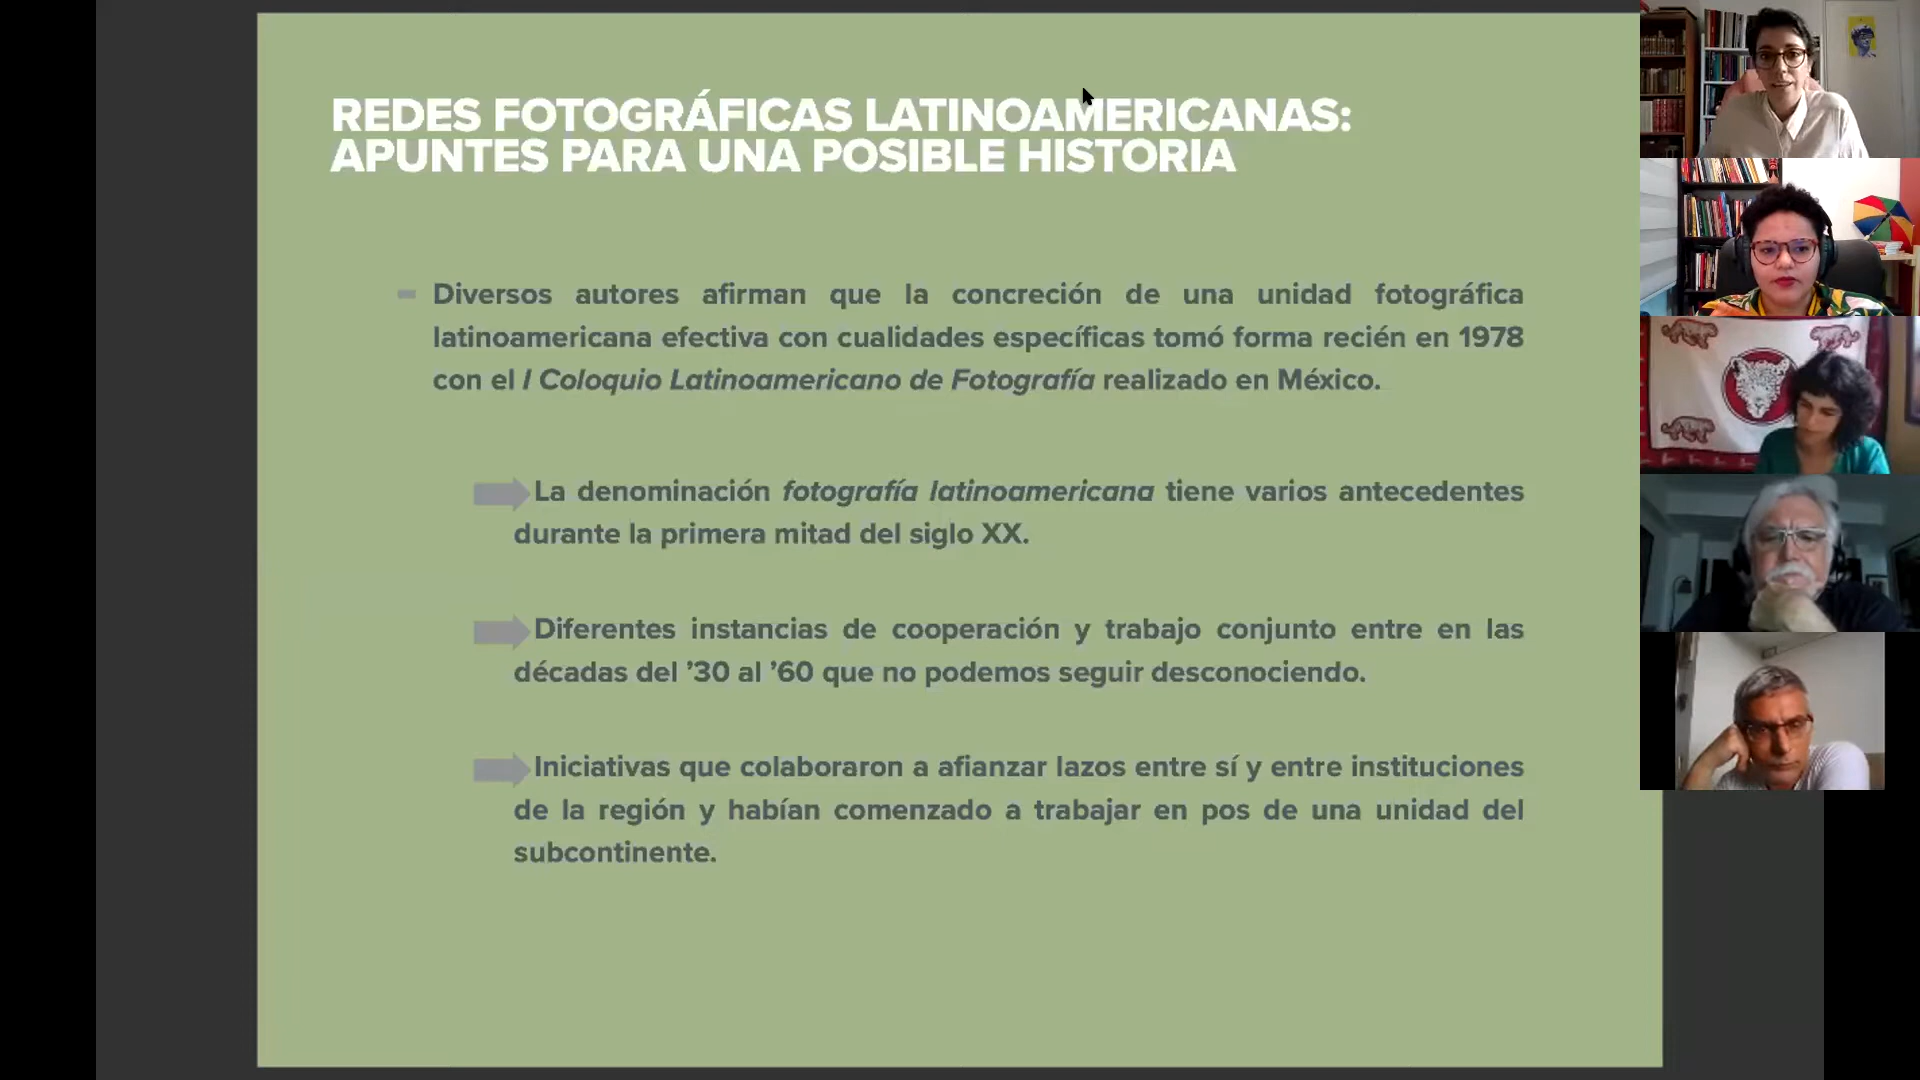 REDES FOTOGRÁFICAS LATINOAMERICANAS:
APUNTES PARA UNA POSIBLE HISTORIA
Diversos autores afirman que la concreción de una unidad fotográfica
latinoamericana efectiva con cualidades específicas tomó forma recién en 1978
con el I Coloquio Latinoamericano de Fotografía realizado en México.
La denominación fotografía latinoamericana tiene varios antecedentes
durante la primera mitad del siglo XX.
Diferentes instancias de cooperación y trabajo conjunto entre en las
décadas del ’30 al ’60 que no podemos seguir desconociendo.
Iniciativas que colaboraron a afianzar lazos entre sí y entre instituciones
de la región y habían comenzado a trabajar en pos de una unidad del
subcontinente.